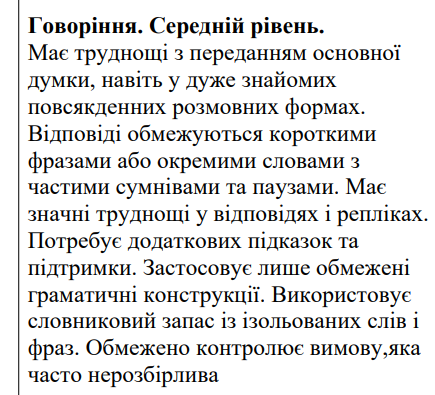 Говоріння. Середній рівень.
Має труднощі з переданням основної
думки, навіть у дуже знайомих
повсякденних розмовних формах.
Відповіді обмежуються короткими
фразами або окремими словами з
частими сумнівами та паузами. Має
значні труднощі у відповідях і репліках.
Потребує додаткових підказок та
підтримки. Застосовує лише обмежені
граматичні конструкції. Використовує
словниковий запас із ізольованих слів і
фраз. Обмежено контролює вимову,яка
часто нерозбірлива